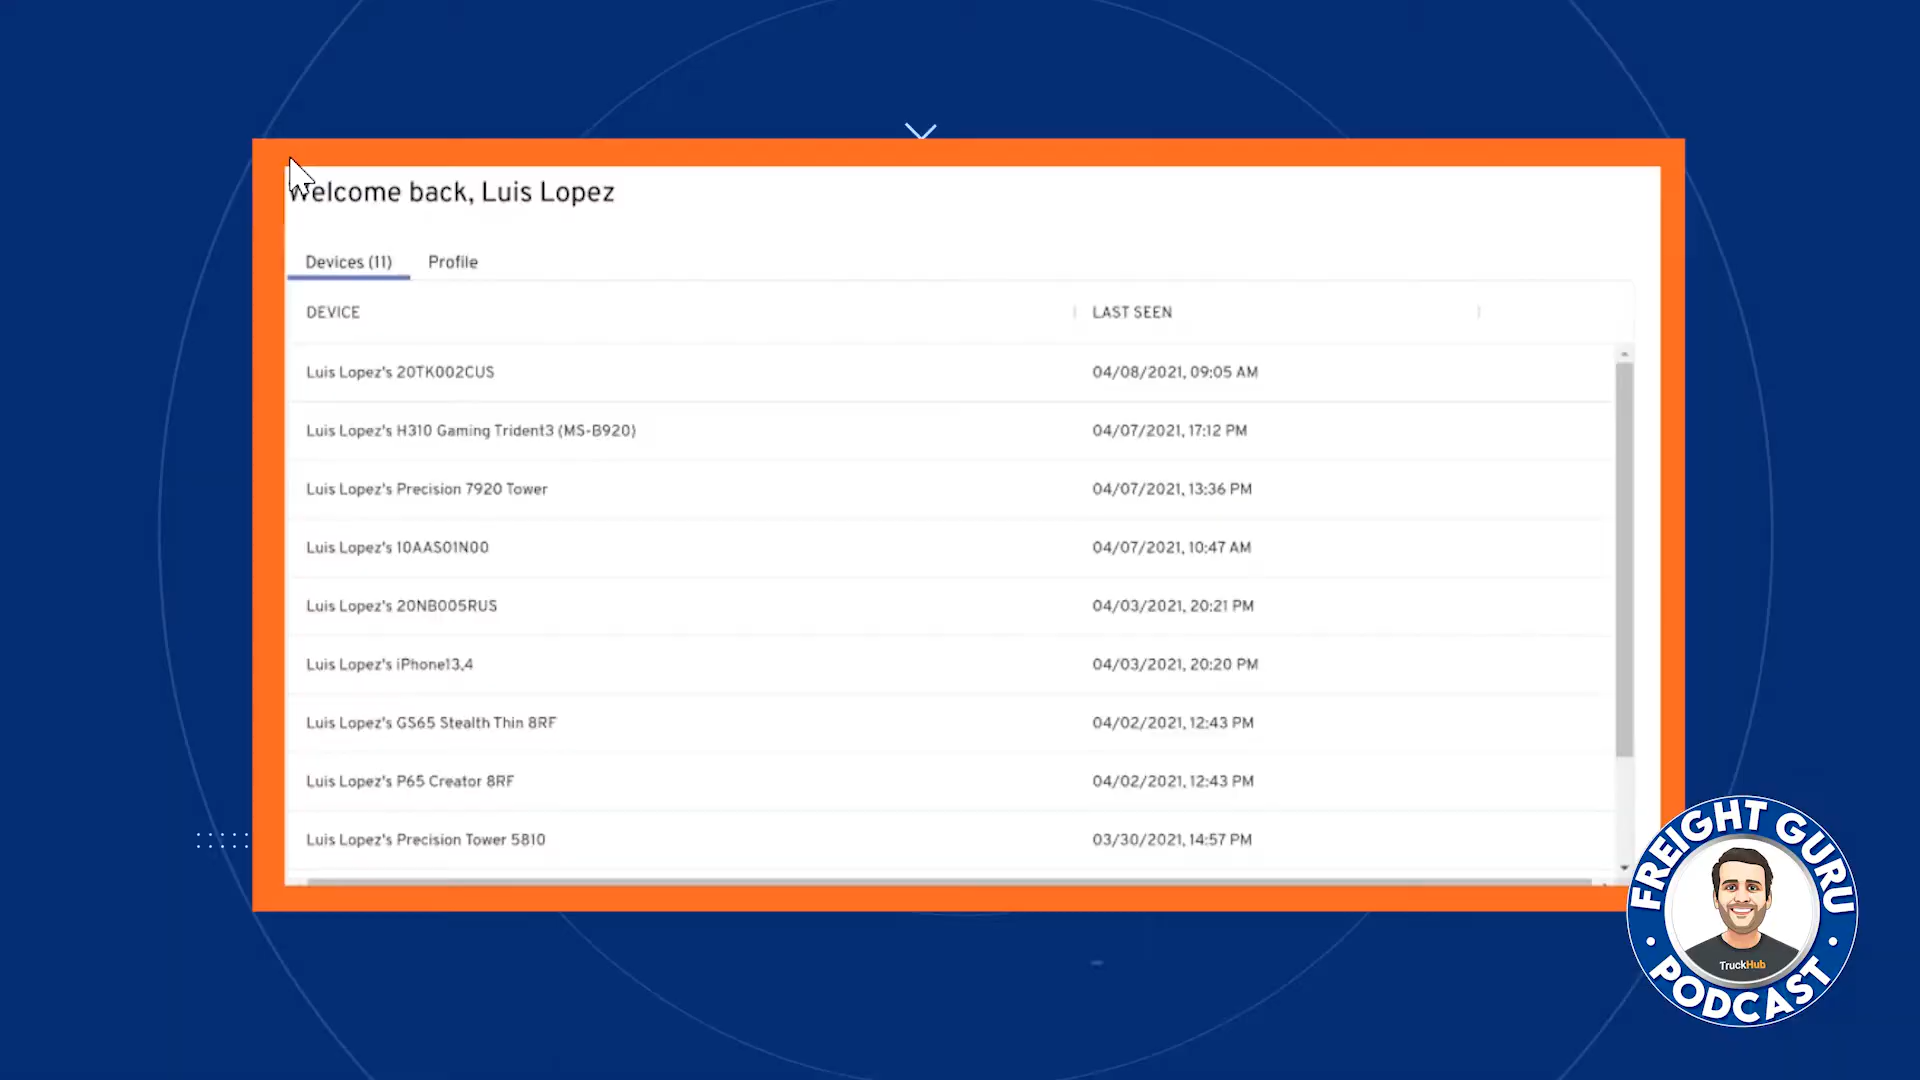 Welcome back, Luis Lopez
Devices (11) Profile
DEVICE LAST SEEN
Luis Lopez's 20TK002CUS 04/08/2021, 09:05 AM
Luis Lopez's H310 Gaming Trident3 (MS-B920) 04/07/2021, 17:12 PM
Luis Lopez's Precision 7920 Tower 04/07/2021, 13:36 PM
Luis Lopez's 10AAS01N00 04/07/2021, 10:47 AM
Luis Lopez's 20NB005RUS 04/03/2021, 20:21 PM
Luis Lopez's iPhone13,4 04/03/2021, 20:20 PM
Luis Lopez's GS65 Stealth Thin 8RF 04/02/2021, 12:43 PM
Luis Lopez's P65 Creator 8RF 04/02/2021, 12:43 PM
Luis Lopez's Precision Tower 5810 03/30/2021, 14:57 PM
FREIGHT GURU
TruckHub
PODCAST